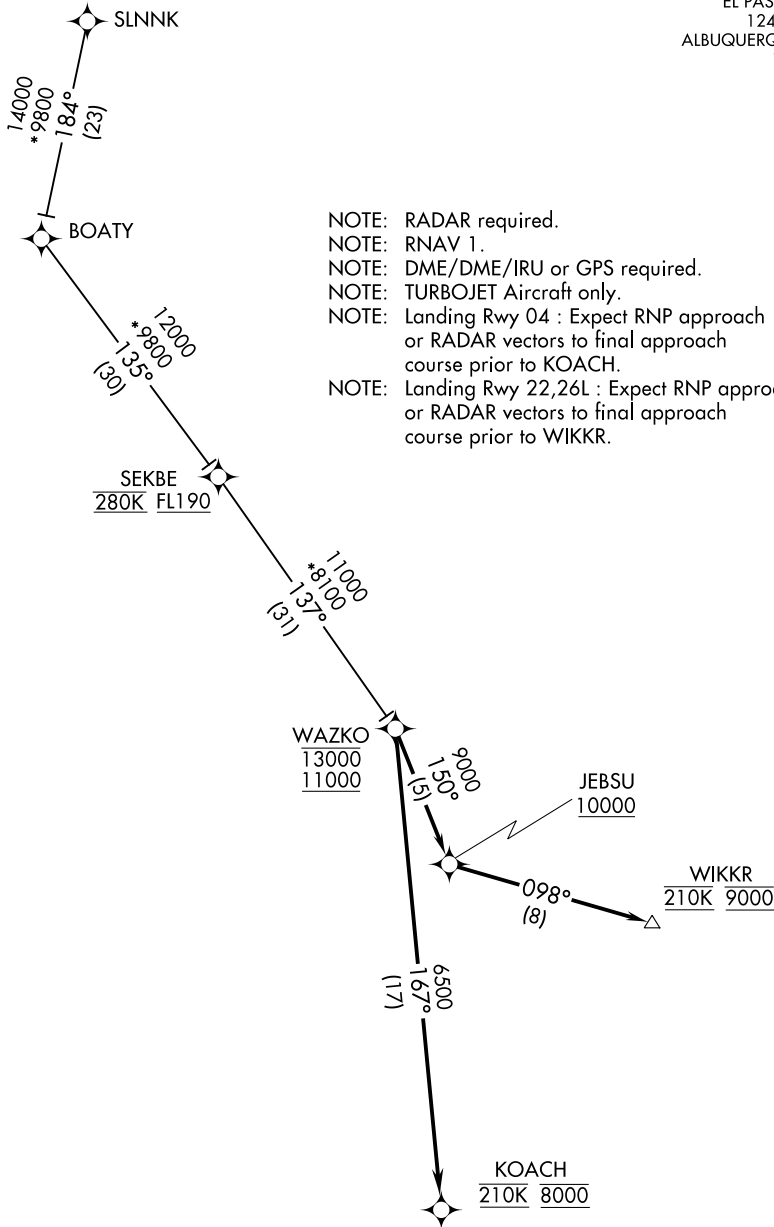 EL PAS
124
ALBUQUERQ
SLNNK
14000
*9800
184°
(23)
BOATY
NOTE: RADAR required.
NOTE: RNAV 1.
NOTE: DME/DME/IRU or GPS required.
NOTE: TURBOJET Aircraft only.
NOTE: Landing Rwy 04 : Expect RNP approach
or RADAR vectors to final approach
course prior to KOACH.
NOTE: Landing Rwy 22,26L : Expect RNP approa
or RADAR vectors to final approach
course prior to WIKKR.
12000
*9800
135°
(30)
SEKBE
280K FL190
11000
*8100
137°
(31)
WAZKO
13000
11000
9000
150°
(5)
JEBSU
10000
098°
(8)
WIKKR
210K 9000
6500
167°
(17)
KOACH
210K 8000